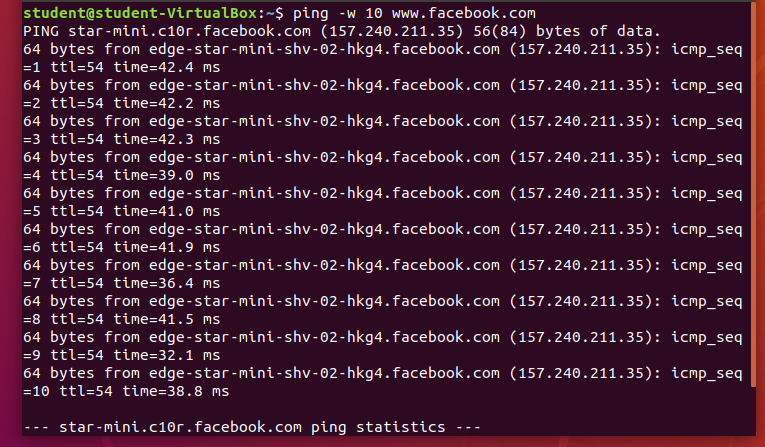 student@student-VirtualBox:~$ ping -w 10 www.facebook.com
PING star-mini.c10r.facebook.com (157.240.211.35) 56(84) bytes of data.
64 bytes from edge-star-mini-shv-02-hkg4.facebook.com (157.240.211.35): icmp_seq
=1 ttl=54 time=42.4 ms
64 bytes from edge-star-mini-shv-02-hkg4.facebook.com (157.240.211.35): icmp_seq
=2 ttl=54 time=42.2 ms
64 bytes from edge-star-mini-shv-02-hkg4.facebook.com (157.240.211.35): icmp_seq
=3 ttl=54 time=42.3 ms
64 bytes from edge-star-mini-shv-02-hkg4.facebook.com (157.240.211.35): icmp_seq
=4 ttl=54 time=39.0 ms
64 bytes from edge-star-mini-shv-02-hkg4.facebook.com (157.240.211.35): icmp_seq
=5 ttl=54 time=41.0 ms
64 bytes from edge-star-mini-shv-02-hkg4.facebook.com (157.240.211.35): icmp_seq
=6 ttl=54 time=41.9 ms
64 bytes from edge-star-mini-shv-02-hkg4.facebook.com (157.240.211.35): icmp_seq
=7 ttl=54 time=36.4 ms
64 bytes from edge-star-mini-shv-02-hkg4.facebook.com (157.240.211.35): icmp_seq
=8 ttl=54 time=41.5 ms
64 bytes from edge-star-mini-shv-02-hkg4.facebook.com (157.240.211.35): icmp_seq
=9 ttl=54 time=32.1 ms
64 bytes from edge-star-mini-shv-02-hkg4.facebook.com (157.240.211.35): icmp_seq
=10 ttl=54 time=38.8 ms
--- star-mini.c10r.facebook.com ping statistics ---